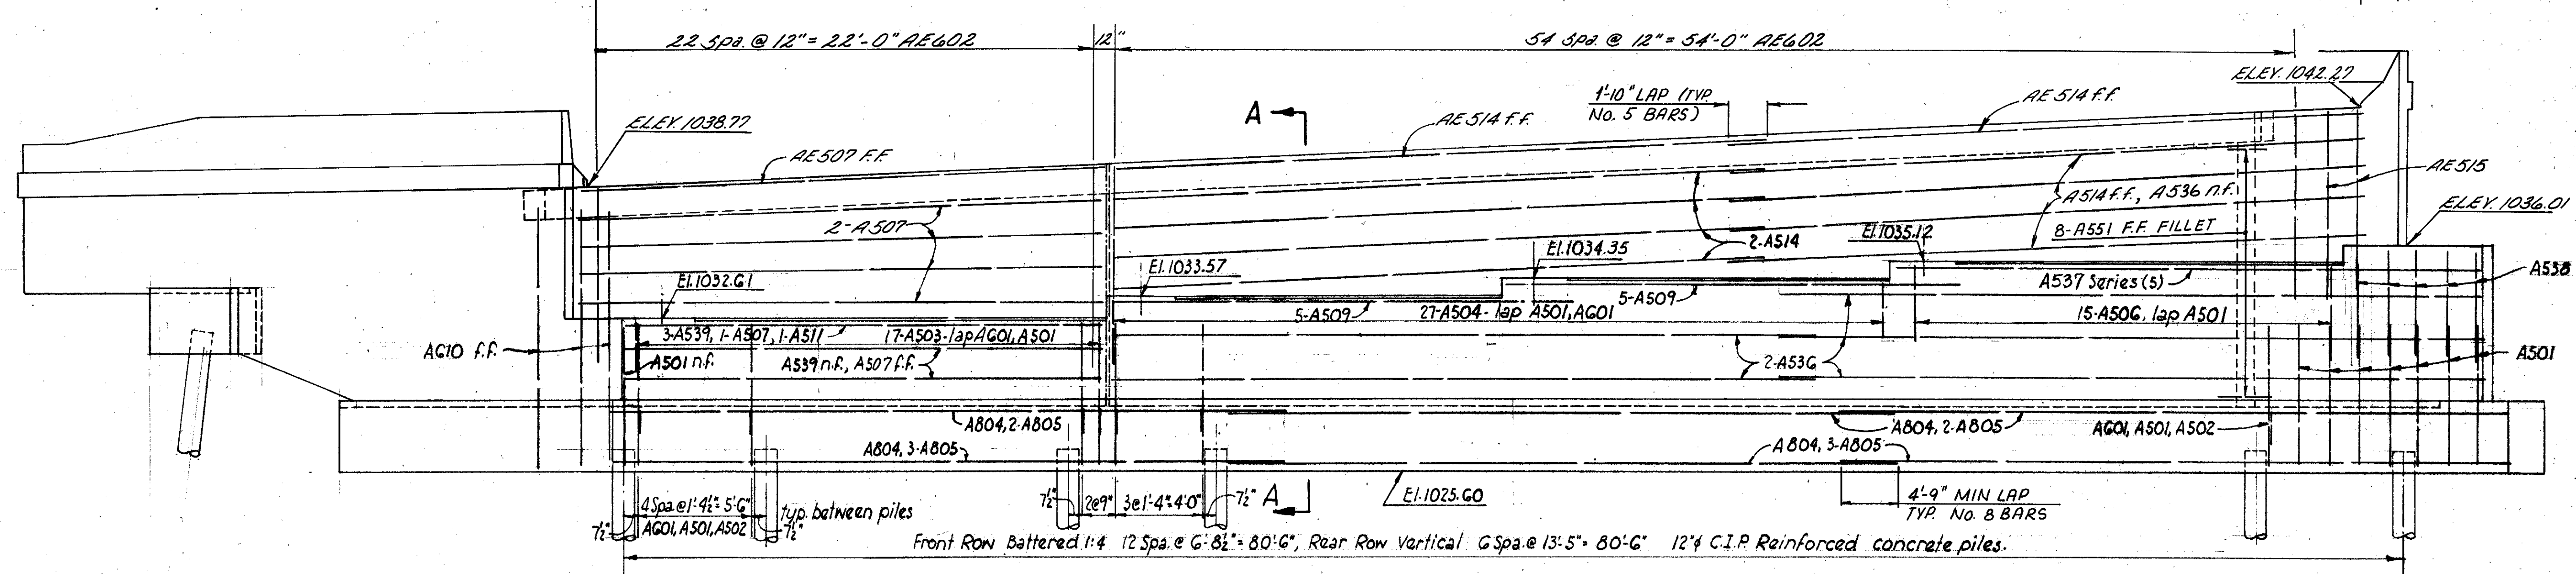 22 Spa. @ 12" = 22'-0" AE602
12"
54 Spa. @ 12" = 54'-0" AE602
ELEV. 1042.27
1'-10" LAP (TYP.
No. 5 BARS)
AE514 f.f.
A
AE514 f.f.
ELEV. 1038.77
AE507 f.f.
AE515
A514 f.f., A536 n.f.
ELEV. 1036.01
2-A507
8-A551 F.F. FILLET
2-A514
El. 1035.12
El. 1034.35
El. 1033.57
A538
El. 1032.61
A537 Series (5)
5-A509
5-A509
27-A504 - lap A501, A601
15-A506, lap A501
3-A539, 1-A507, 1-A511
17-A503-lap A601, A501
A610 f.f.
A501 n.f.
A539 n.f., A507 f.f.
2-A536
A501
A804, 2-A805
A804, 2-A805
A601, A501, A502
A804, 3-A805
A804, 3-A805
4 Spa. @ 1'-4½" = 5'-6"
typ. between piles
7½"
A601, A501, A502
7½"
7½"
2@9"
3@1'-4"=4'-0"
7½"
A
El. 1025.60
4'-9" MIN LAP
TYP. No. 8 BARS
Front Row Battered 1:4 12 Spa. @ 6'-8½" = 80'-6", Rear Row Vertical 6 Spa. @ 13'-5" = 80'-6" 12"ϕ C.I.P. Reinforced concrete piles.